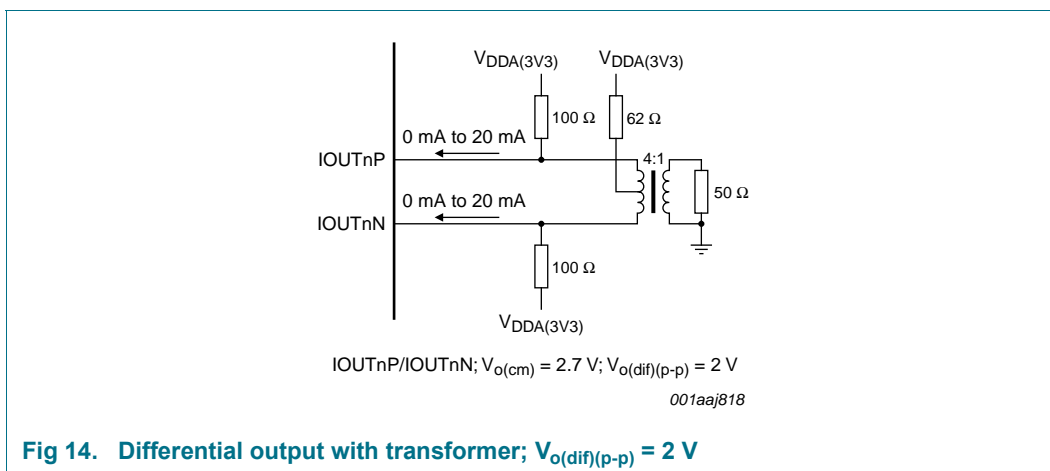 VDDA(3V3) VDDA(3V3)
100 Ω 62 Ω
0 mA to 20 mA
IOUTnP 4:1
50 Ω
0 mA to 20 mA
IOUTnN
100 Ω
VDDA(3V3)
IOUTnP/IOUTnN; Vo(cm) = 2.7 V; Vo(dif)(p-p) = 2 V
001aaj818
Fig 14. Differential output with transformer; Vo(dif)(p-p) = 2 V